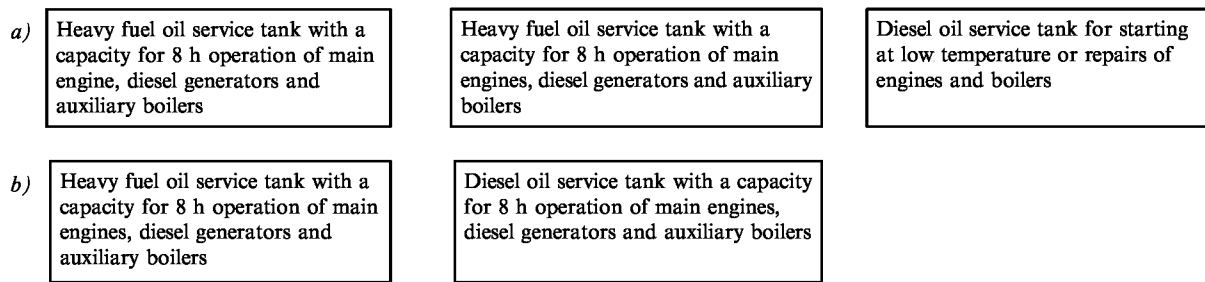 a)
Heavy fuel oil service tank with a
capacity for 8 h operation of main
engine, diesel generators and
auxiliary boilers
Heavy fuel oil service tank with a
capacity for 8 h operation of main
engines, diesel generators and auxiliary
boilers
Diesel oil service tank for starting
at low temperature or repairs of
engines and boilers
b)
Heavy fuel oil service tank with a
capacity for 8 h operation of main
engines, diesel generators and
auxiliary boilers
Diesel oil service tank with a capacity
for 8 h operation of main engines,
diesel generators and auxiliary boilers